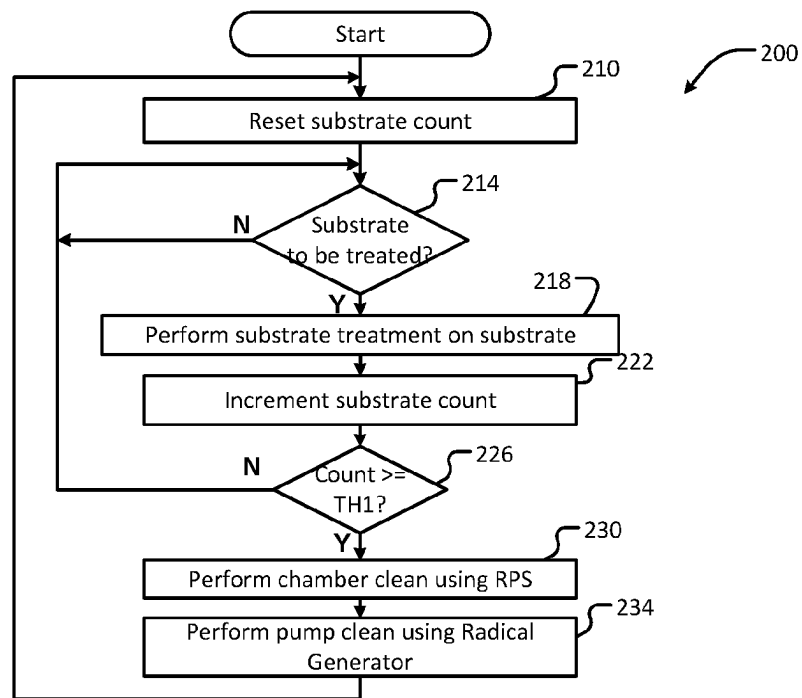 Start
200
210
Reset substrate count
214
N
Substrate
to be treated?
Y
218
Perform substrate treatment on substrate
222
Increment substrate count
N
226
Count >=
TH1?
Y
230
Perform chamber clean using RPS
234
Perform pump clean using Radical
Generator